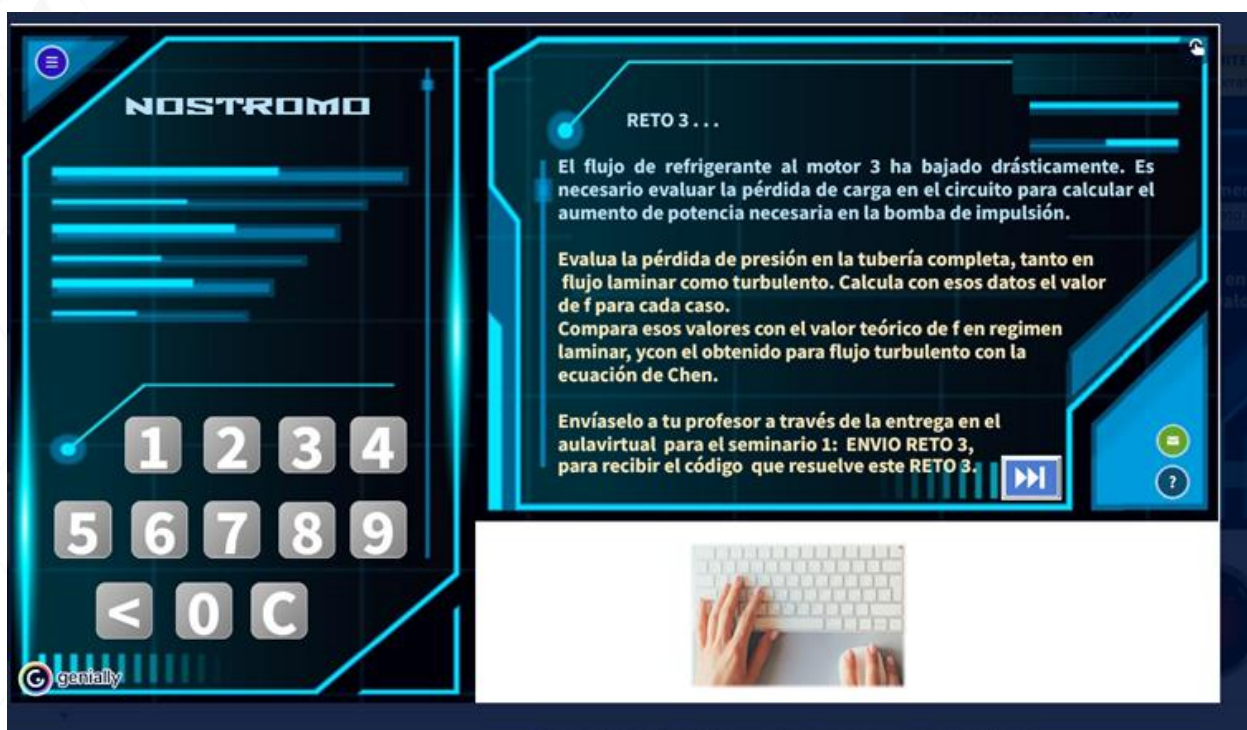 NOSTROMO
1 2 3 4
5 6 7 8 9
< 0 C
genially
RETO 3 . . .
El flujo de refrigerante al motor 3 ha bajado drásticamente. Es
necesario evaluar la pérdida de carga en el circuito para calcular el
aumento de potencia necesaria en la bomba de impulsión.
Evalua la pérdida de presión en la tubería completa, tanto en
flujo laminar como turbulento. Calcula con esos datos el valor
de f para cada caso.
Compara esos valores con el valor teórico de f en regimen
laminar, ycon el obtenido para flujo turbulento con la
ecuación de Chen.
Envíaselo a tu profesor a través de la entrega en el
aulavirtual para el seminario 1: ENVIO RETO 3,
para recibir el código que resuelve este RETO 3.
?